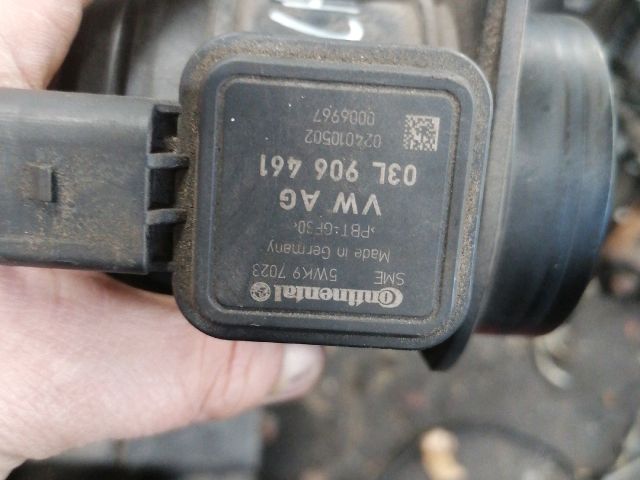 Continental
SME 5WK9 7023
Made in Germany
>PBT-GF30<
VW AG
03L 906 461
024010502
0006967